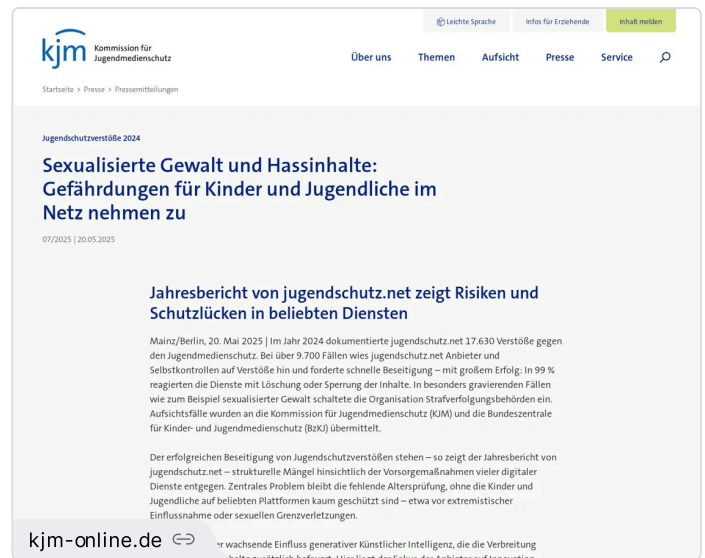 Leichte Sprache
Infos für Erziehende
Inhalt melden
kjm Kommission für
Jugendmedienschutz
Über uns
Themen
Aufsicht
Presse
Service
Startseite > Presse > Pressemitteilungen
Jugendschutzverstöße 2024
Sexualisierte Gewalt und Hassinhalte:
Gefährdungen für Kinder und Jugendliche im
Netz nehmen zu
07/2025 | 20.05.2025
Jahresbericht von jugendschutz.net zeigt Risiken und
Schutzlücken in beliebten Diensten
Mainz/Berlin, 20. Mai 2025 | Im Jahr 2024 dokumentierte jugendschutz.net 17.630 Verstöße gegen
den Jugendmedienschutz. Bei über 9.700 Fällen wies jugendschutz.net Anbieter und
Selbstkontrollen auf Verstöße hin und forderte schnelle Beseitigung – mit großem Erfolg: In 99 %
reagierten die Dienste mit Löschung oder Sperrung der Inhalte. In besonders gravierenden Fällen
wie zum Beispiel sexualisierter Gewalt schaltete die Organisation Strafverfolgungsbehörden ein.
Aufsichtsfälle wurden an die Kommission für Jugendmedienschutz (KJM) und die Bundeszentrale
für Kinder- und Jugendmedienschutz (BzKJ) übermittelt.
Der erfolgreichen Beseitigung von Jugendschutzverstößen stehen – so zeigt der Jahresbericht von
jugendschutz.net – strukturelle Mängel hinsichtlich der Vorsorgemaßnahmen vieler digitaler
Dienste entgegen. Zentrales Problem bleibt die fehlende Altersprüfung, ohne die Kinder und
Jugendliche auf beliebten Plattformen kaum geschützt sind – etwa vor extremistischer
Einflussnahme oder sexuellen Grenzverletzungen.
wachsende Einfluss generativer Künstlicher Intelligenz, die die Verbreitung
kjm-online.de